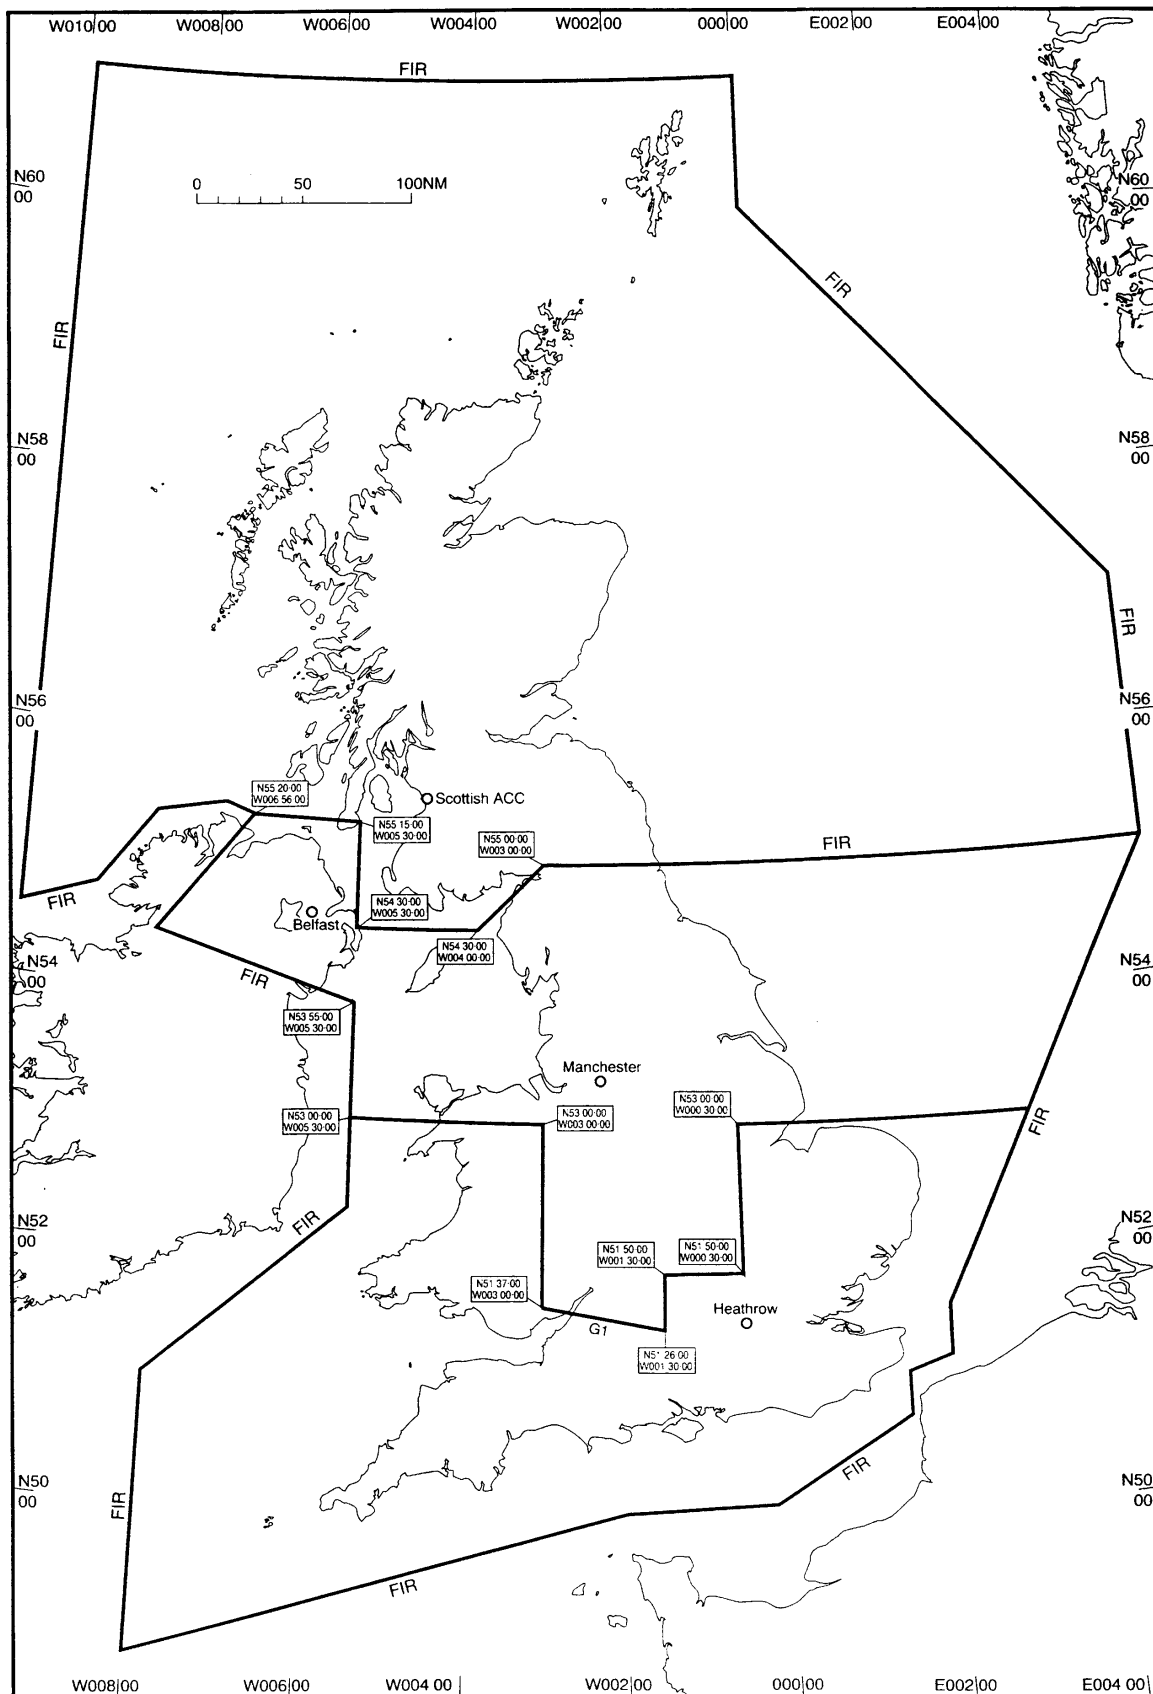 W010 00 W008 00 W006 00 W004 00 W002 00 000 00 E002 00 E004 00
FIR
N60
00
N60
00
0 50 100NM
FIR
FIR
N58
00
N58
00
FIR
N56
00
N56
00
N55 20·00
W006 56 00
Scottish ACC
N55 15·00
W005 30·00
N55 00·00
W003 00·00
FIR
FIR
N54 30·00
W005 30·00
Belfast
N54 30·00
W004 00·00
N54
00
N54
00
FIR
N53 55·00
W005 30·00
Manchester
N53 00·00
W005 30·00
N53 00·00
W003 00·00
N53 00·00
W000 30·00
FIR
FIR
N52
00
N52
00
N51 50·00
W001 30·00
N51 50·00
W000 30·00
N51 37·00
W003 00·00
Heathrow
G1
N51 26 00
W001 30·00
FIR
N50
00
N50
00
FIR
FIR
W008 00 W006 00 W004 00 W002 00 000 00 E002 00 E004 00